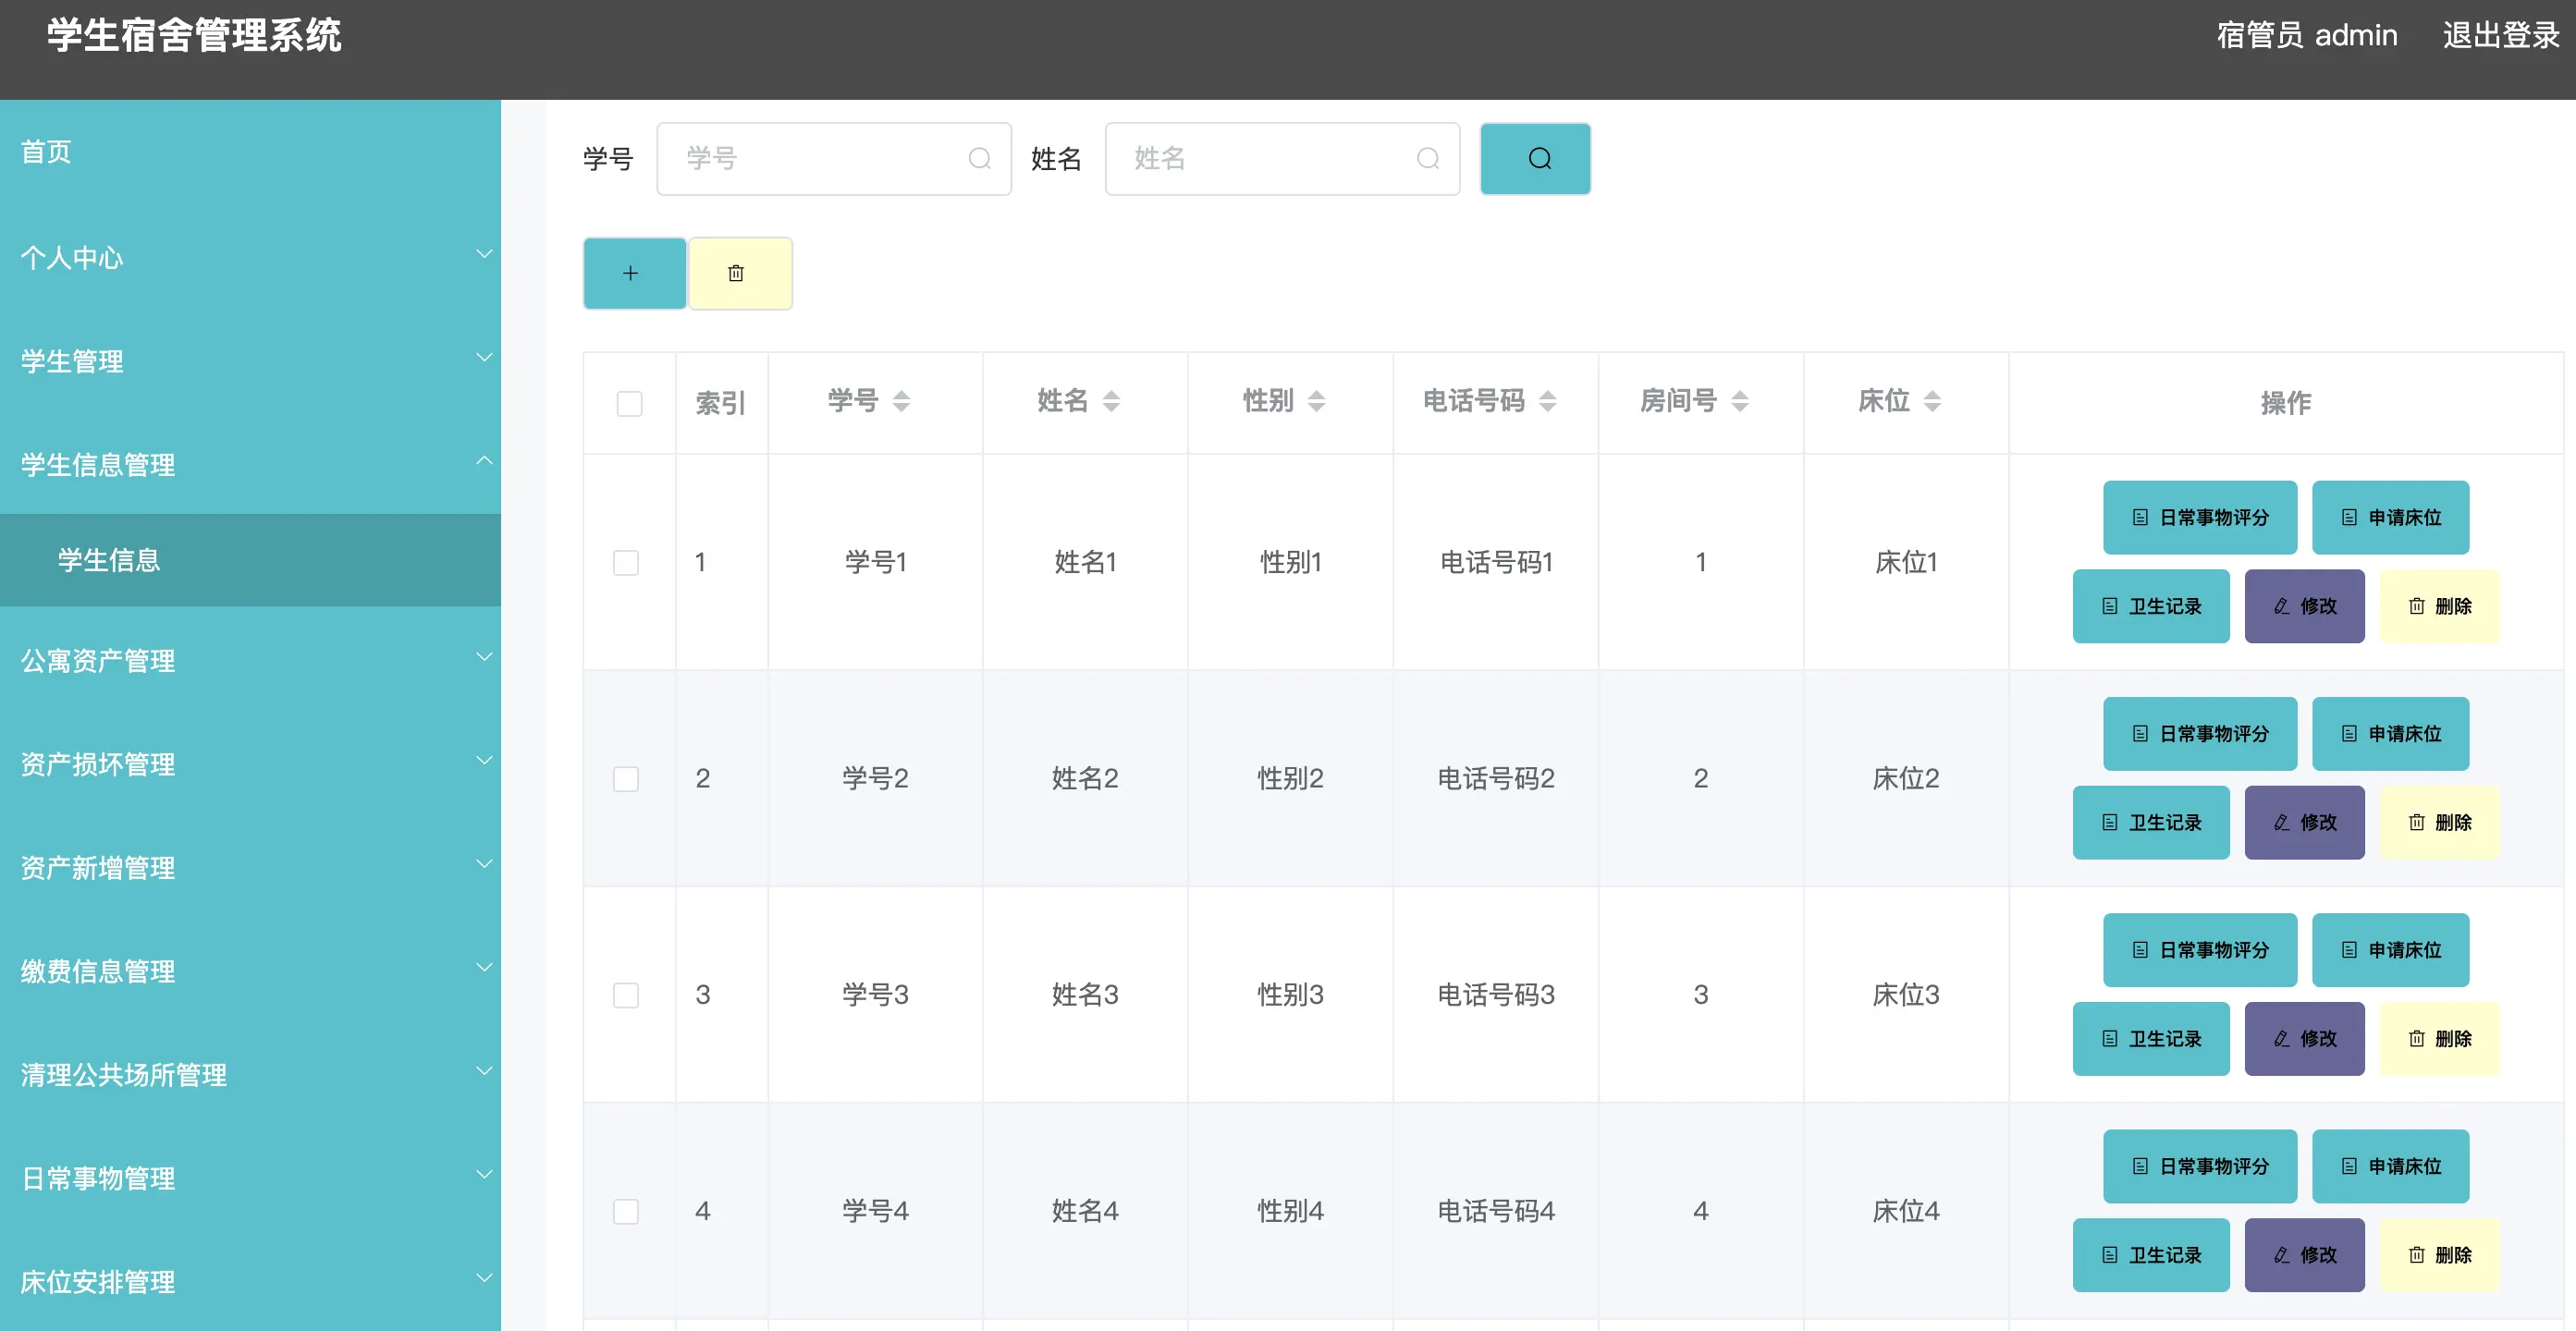 学生宿舍管理系统
宿管员 admin 退出登录
首页
个人中心
学生管理
学生信息管理
学生信息
公寓资产管理
资产损坏管理
资产新增管理
缴费信息管理
清理公共场所管理
日常事物管理
床位安排管理
学号 学号 姓名 姓名
索引 学号 姓名 性别 电话号码 房间号 床位 操作
1 学号1 姓名1 性别1 电话号码1 1 床位1
日常事物评分 申请床位
卫生记录 修改 删除
2 学号2 姓名2 性别2 电话号码2 2 床位2
日常事物评分 申请床位
卫生记录 修改 删除
3 学号3 姓名3 性别3 电话号码3 3 床位3
日常事物评分 申请床位
卫生记录 修改 删除
4 学号4 姓名4 性别4 电话号码4 4 床位4
日常事物评分 申请床位
卫生记录 修改 删除